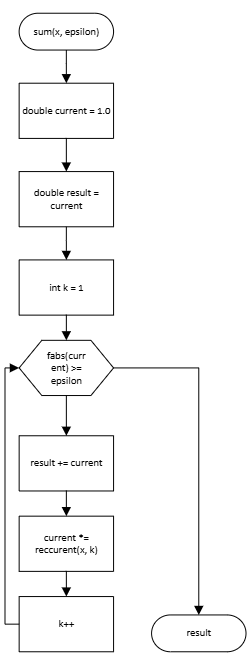 sum(x, epsilon)
double current = 1.0
double result =
current
int k = 1
fabs(curr
ent) >=
epsilon
result += current
current *=
reccurent(x, k)
k++
result